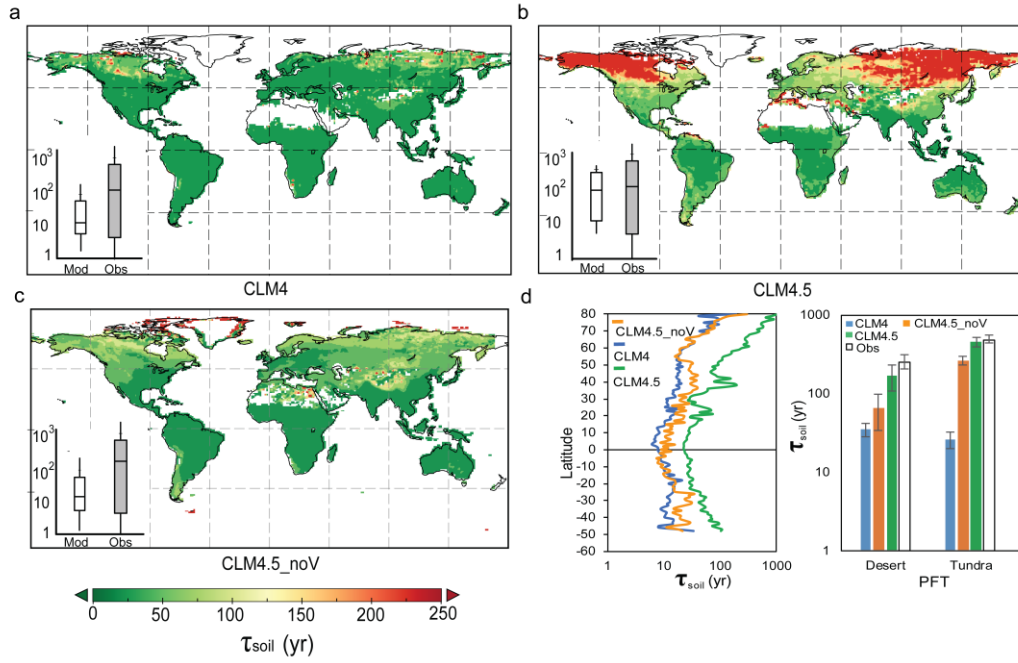 a
10³
10²
10
1
Mod Obs
CLM4
b
10³
10²
10
1
Mod Obs
CLM4.5
c
10³
10²
10
1
Mod Obs
CLM4.5_noV
0 50 100 150 200 250
τsoil (yr)
d
80
70
60
50
40
30
20
10
0
-10
-20
-30
-40
-50
-60
Latitude
CLM4.5_noV
CLM4
CLM4.5
1 10 100 1000
τsoil (yr)
1000
100
10
1
τsoil (yr)
CLM4 CLM4.5_noV
CLM4.5
Obs
Desert Tundra
PFT